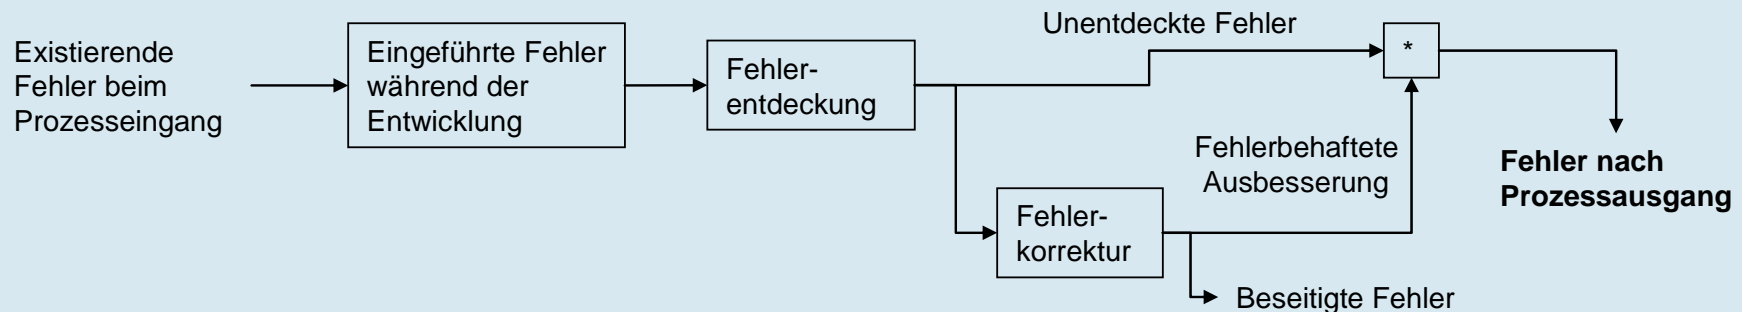 Existierende
Fehler beim
Prozesseingang
Eingeführte Fehler
während der
Entwicklung
Fehler-
entdeckung
Unentdeckte Fehler
*
Fehlerbehaftete
Ausbesserung
Fehler-
korrektur
Beseitigte Fehler
Fehler nach
Prozessausgang